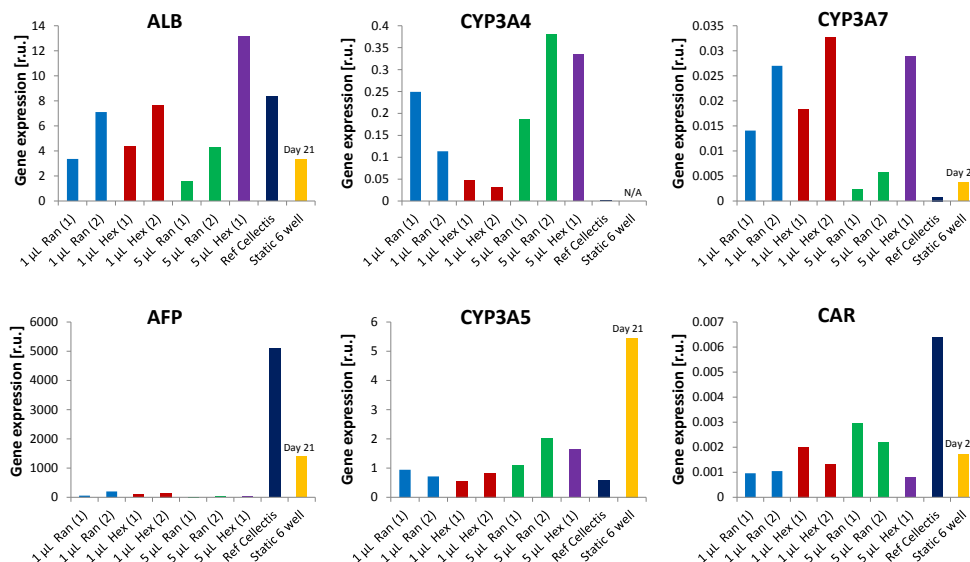 ALB
Gene expression [r.u.]
14
12
10
8
6
4
2
0
Day 21
1 µL Ran (1)
1 µL Ran (2)
1 µL Hex (1)
1 µL Hex (2)
5 µL Ran (1)
5 µL Ran (2)
5 µL Hex (1)
Ref Cellectis
Static 6 well
CYP3A4
Gene expression [r.u.]
0.4
0.35
0.3
0.25
0.2
0.15
0.1
0.05
0
N/A
1 µL Ran (1)
1 µL Ran (2)
1 µL Hex (1)
1 µL Hex (2)
5 µL Ran (1)
5 µL Ran (2)
5 µL Hex (1)
Ref Cellectis
Static 6 well
CYP3A7
Gene expression [r.u.]
0.035
0.03
0.025
0.02
0.015
0.01
0.005
0
Day 2
1 µL Ran (1)
1 µL Ran (2)
1 µL Hex (1)
1 µL Hex (2)
5 µL Ran (1)
5 µL Ran (2)
5 µL Hex (1)
Ref Cellectis
Static 6 well
AFP
Gene expression [r.u.]
6000
5000
4000
3000
2000
1000
0
Day 21
1 µL Ran (1)
1 µL Ran (2)
1 µL Hex (1)
1 µL Hex (2)
5 µL Ran (1)
5 µL Ran (2)
5 µL Hex (1)
Ref Cellectis
Static 6 well
CYP3A5
Gene expression [r.u.]
6
5
4
3
2
1
0
Day 21
1 µL Ran (1)
1 µL Ran (2)
1 µL Hex (1)
1 µL Hex (2)
5 µL Ran (1)
5 µL Ran (2)
5 µL Hex (1)
Ref Cellectis
Static 6 well
CAR
Gene expression [r.u.]
0.007
0.006
0.005
0.004
0.003
0.002
0.001
0
Day 2
1 µL Ran (1)
1 µL Ran (2)
1 µL Hex (1)
1 µL Hex (2)
5 µL Ran (1)
5 µL Ran (2)
5 µL Hex (1)
Ref Cellectis
Static 6 well